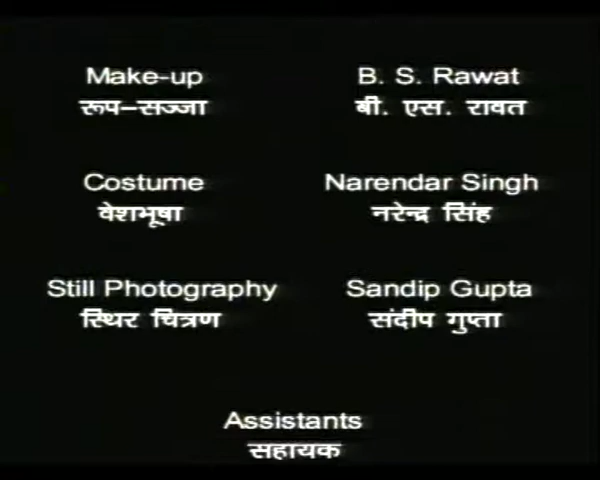 Make-up B. S. Rawat
रूप–सज्जा बी. एस. रावत
Costume Narendar Singh
वेशभूषा नरेन्द्र सिंह
Still Photography Sandip Gupta
स्थिर चित्रण संदीप गुप्ता
Assistants
सहायक